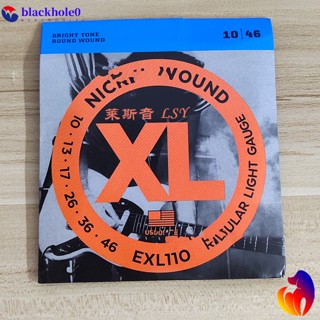 blackhole0
BRIGHT TONE
ROUND WOUND
10 | 46
NICKEL WOUND
莱斯音 LSY
XL
10 · 13 · 17 · 26 · 36 · 46
EXL110
LIGHT GAUGE